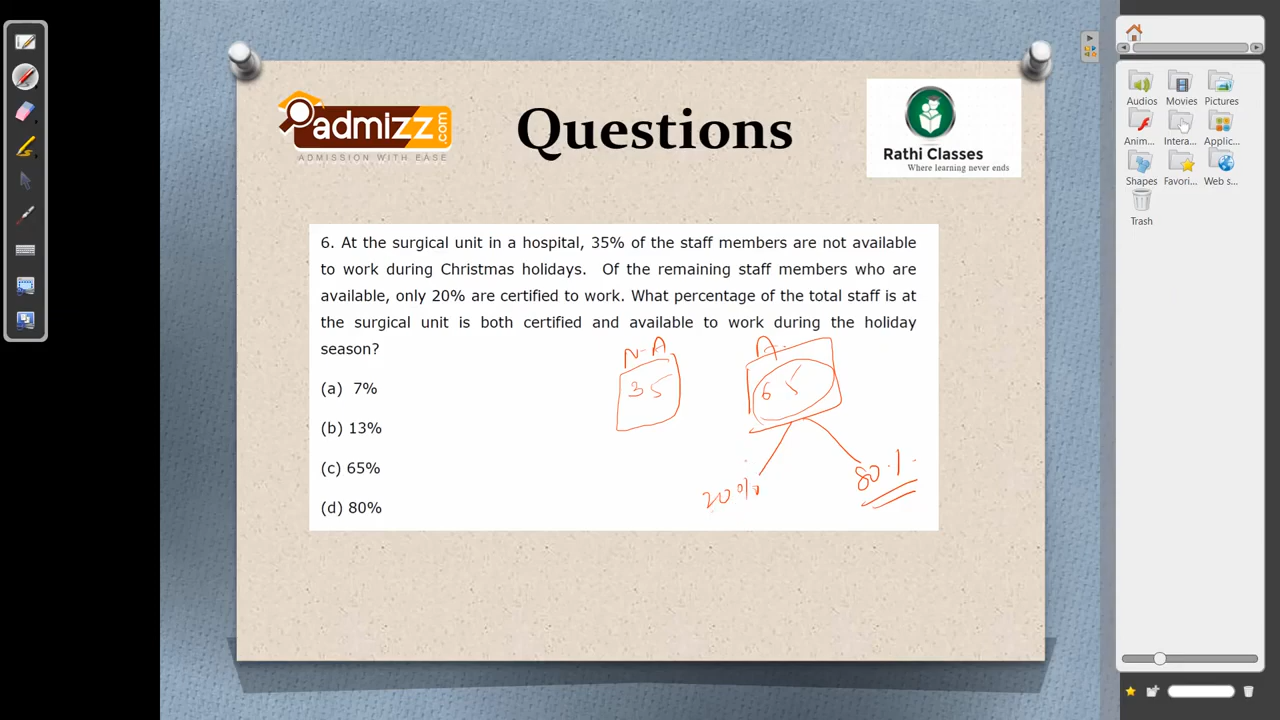 admizz.com
ADMISSION WITH EASE
Questions
Rathi Classes
Where learning never ends
6. At the surgical unit in a hospital, 35% of the staff members are not available
to work during Christmas holidays. Of the remaining staff members who are
available, only 20% are certified to work. What percentage of the total staff is at
the surgical unit is both certified and available to work during the holiday
season?
N-A
A
35
65
(a) 7%
(b) 13%
(c) 65%
20%
80%
(d) 80%
Audios
Movies
Pictures
Anim...
Intera...
Applic...
Shapes
Favori...
Web s...
Trash